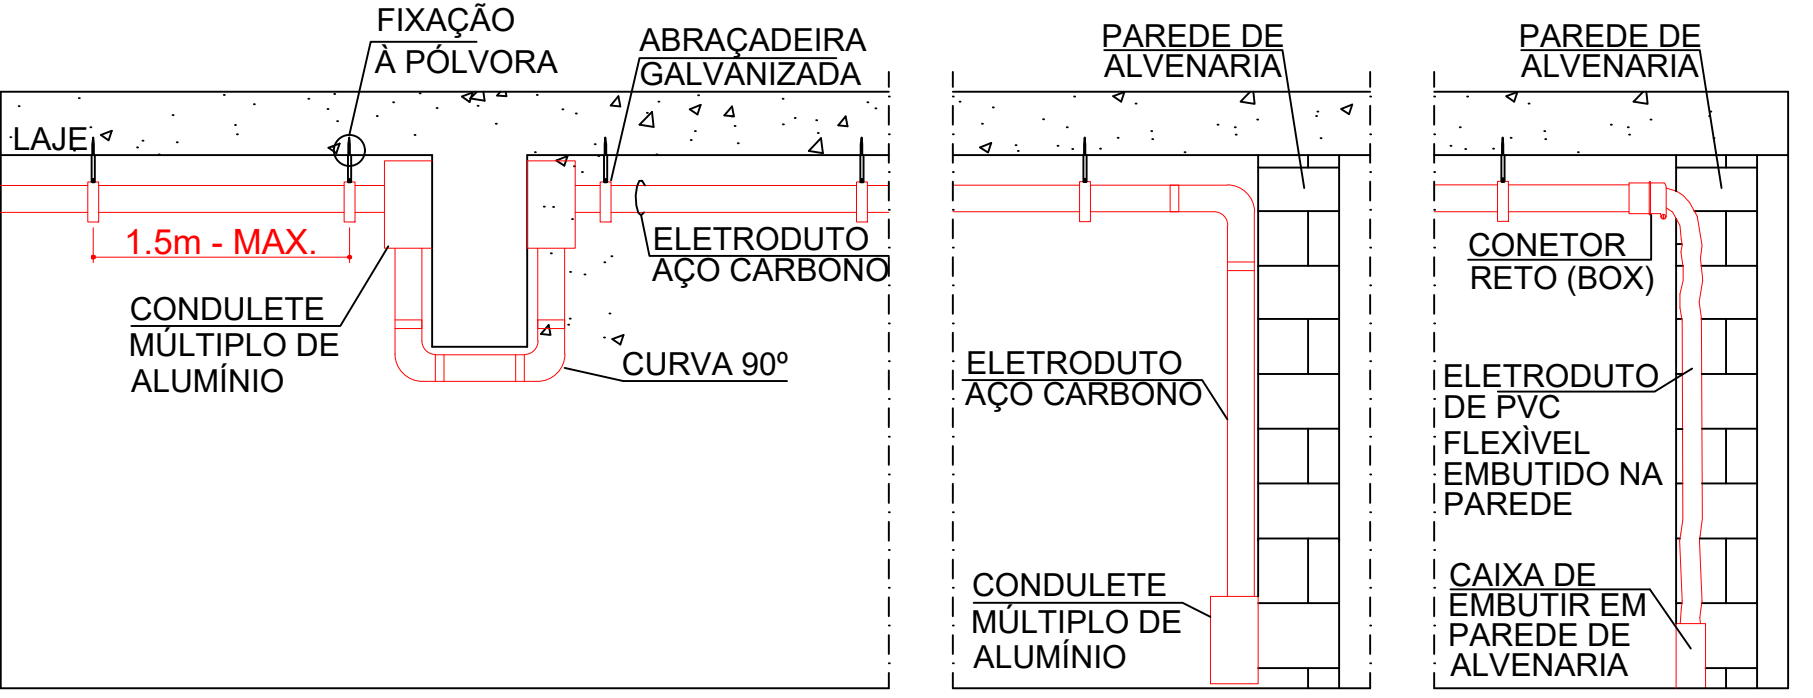 FIXAÇÃO
À PÓLVORA
ABRAÇADEIRA
GALVANIZADA
LAJE
1.5m - MAX.
ELETRODUTO
AÇO CARBONO
CONDULETE
MÚLTIPLO DE
ALUMÍNIO
CURVA 90º
PAREDE DE
ALVENARIA
ELETRODUTO
AÇO CARBONO
CONDULETE
MÚLTIPLO DE
ALUMÍNIO
PAREDE DE
ALVENARIA
CONETOR
RETO (BOX)
ELETRODUTO
DE PVC
FLEXÌVEL
EMBUTIDO NA
PAREDE
CAIXA DE
EMBUTIR EM
PAREDE DE
ALVENARIA